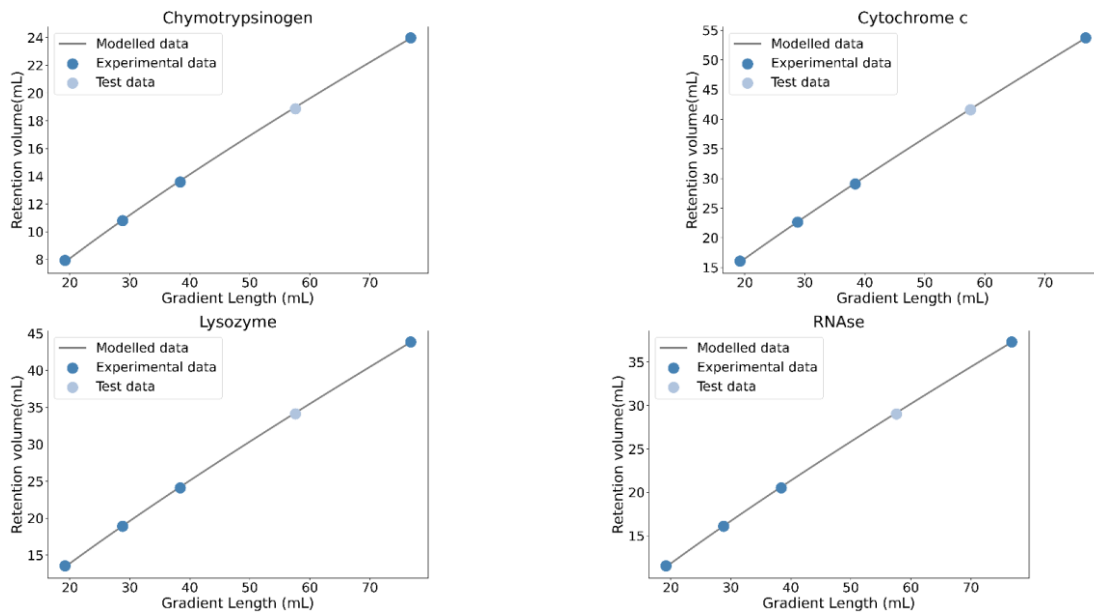 Chymotrypsinogen
Modelled data
Experimental data
Test data
Retention volume(mL)
24
22
20
18
16
14
12
10
8
20 30 40 50 60 70
Gradient Length (mL)
Cytochrome c
Modelled data
Experimental data
Test data
Retention volume(mL)
55
50
45
40
35
30
25
20
15
20 30 40 50 60 70
Gradient Length (mL)
Lysozyme
Modelled data
Experimental data
Test data
Retention volume(mL)
45
40
35
30
25
20
15
20 30 40 50 60 70
Gradient Length (mL)
RNAse
Modelled data
Experimental data
Test data
Retention volume(mL)
35
30
25
20
15
20 30 40 50 60 70
Gradient Length (mL)